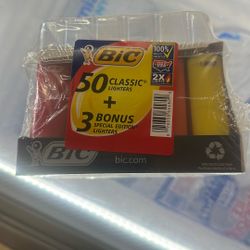 BIC
100%
50 CLASSIC®
LIGHTERS
+
2X
3 BONUS
SPECIAL EDITION
LIGHTERS
BIC
bic.com